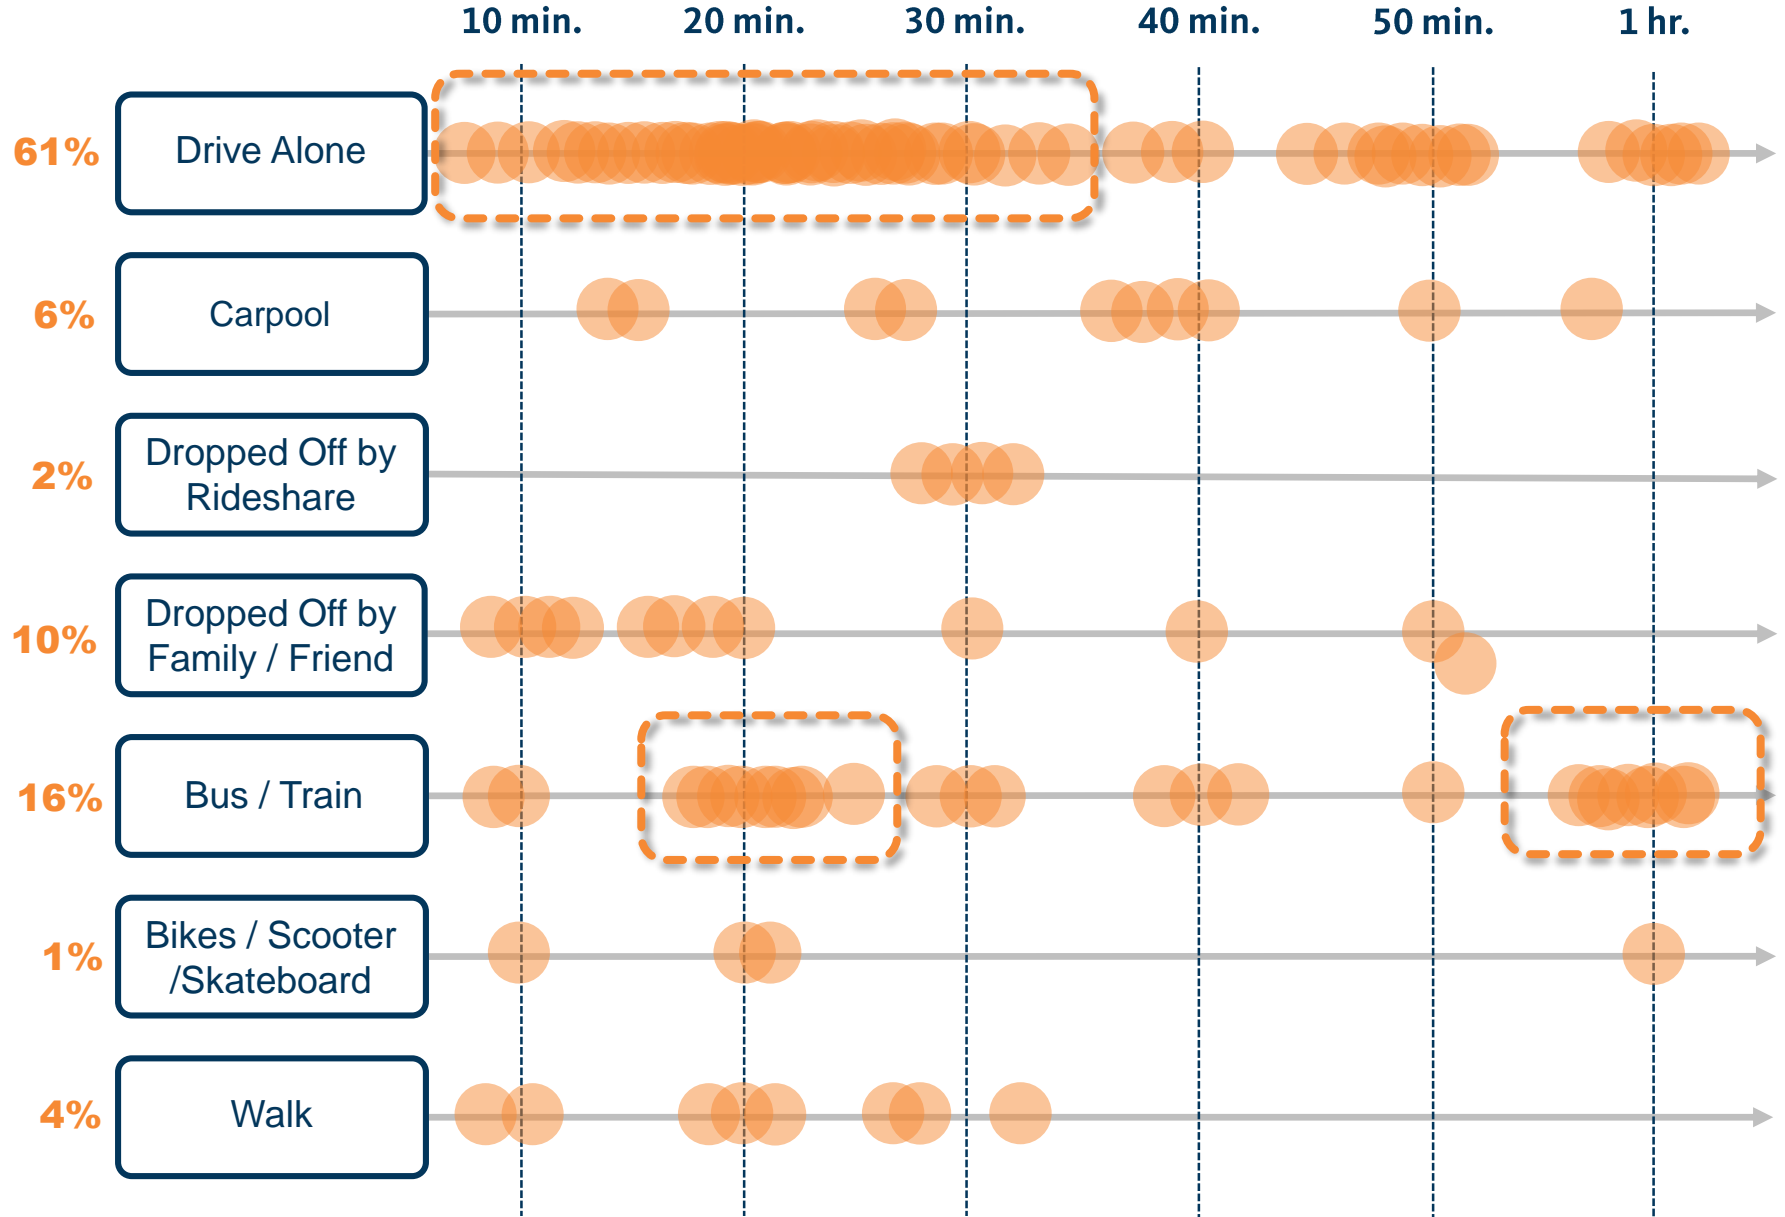 10 min. 20 min. 30 min. 40 min. 50 min. 1 hr.
61% Drive Alone
6% Carpool
2% Dropped Off by
Rideshare
10% Dropped Off by
Family / Friend
16% Bus / Train
1% Bikes / Scooter
/Skateboard
4% Walk